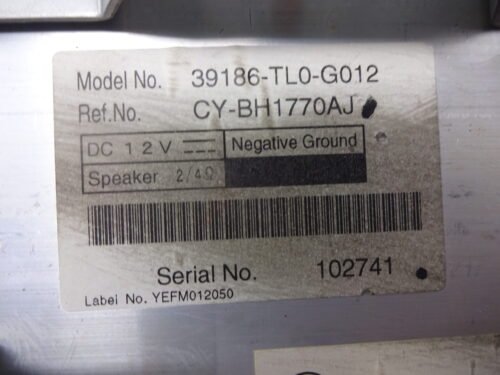 Model No. 39186-TL0-G012
Ref.No. CY-BH1770AJ
DC 12V Negative Ground
Speaker 2/4Ω
Serial No. 102741
Label No. YEFM012050